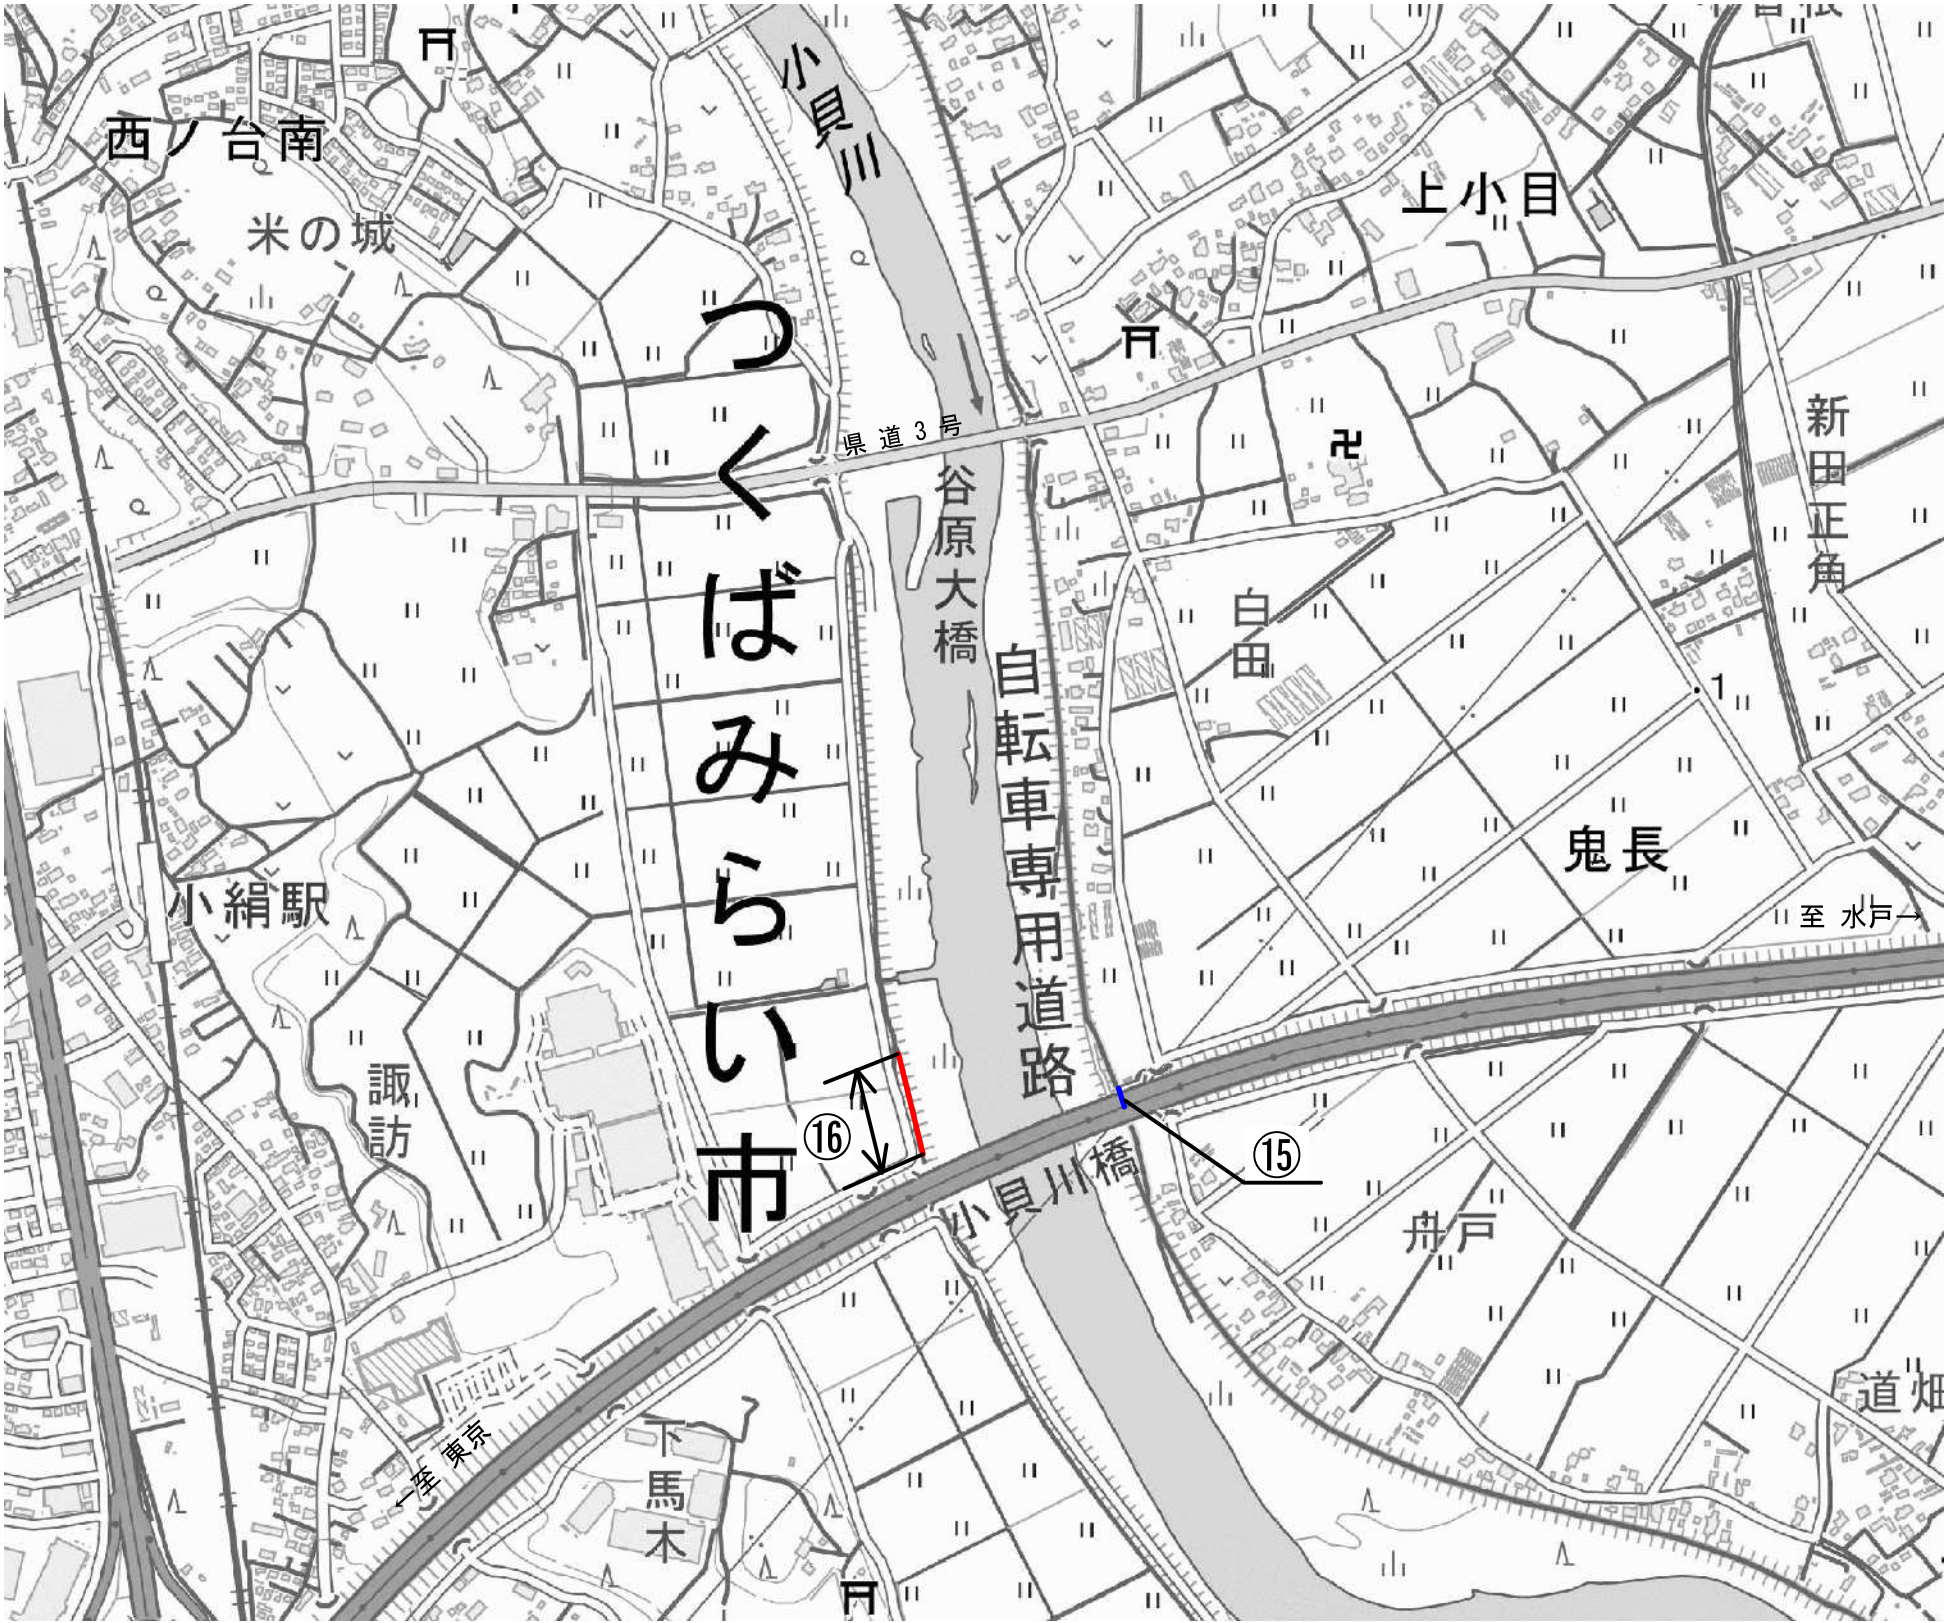 小貝川
西ノ台南
米の城
上小目
つくばみらい市
県道3号
谷原大橋
新田正角
白田
自転車専用道路
1
鬼長
小絹駅
至 水戸→
諏訪
⑯
⑮
小貝川橋
舟戸
道畑
←至 東京
下馬木